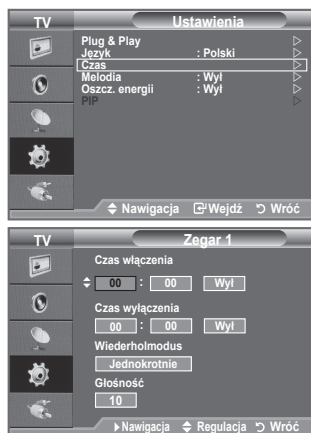 TV Ustawienia
Plug & Play
Język : Polski
Czas
Melodia : Wył
Oszcz. energii : Wył
PIP
Nawigacja Wejdź Wróć
TV Zegar 1
Czas włączenia
00 : 00 Wył
Czas wyłączenia
00 : 00 Wył
Wiederholmodus
Jednokrotnie
Głośność
10
Nawigacja Regulacja Wróć